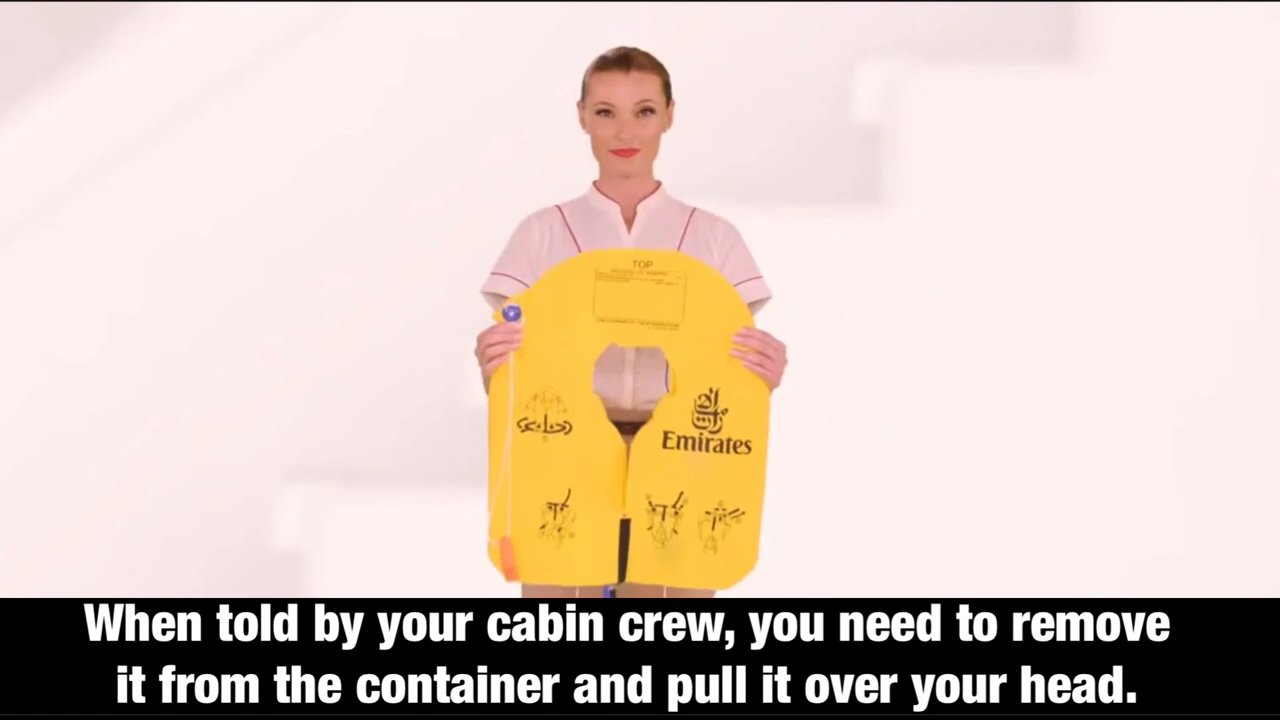 TOP
Emirates
When told by your cabin crew, you need to remove
it from the container and pull it over your head.